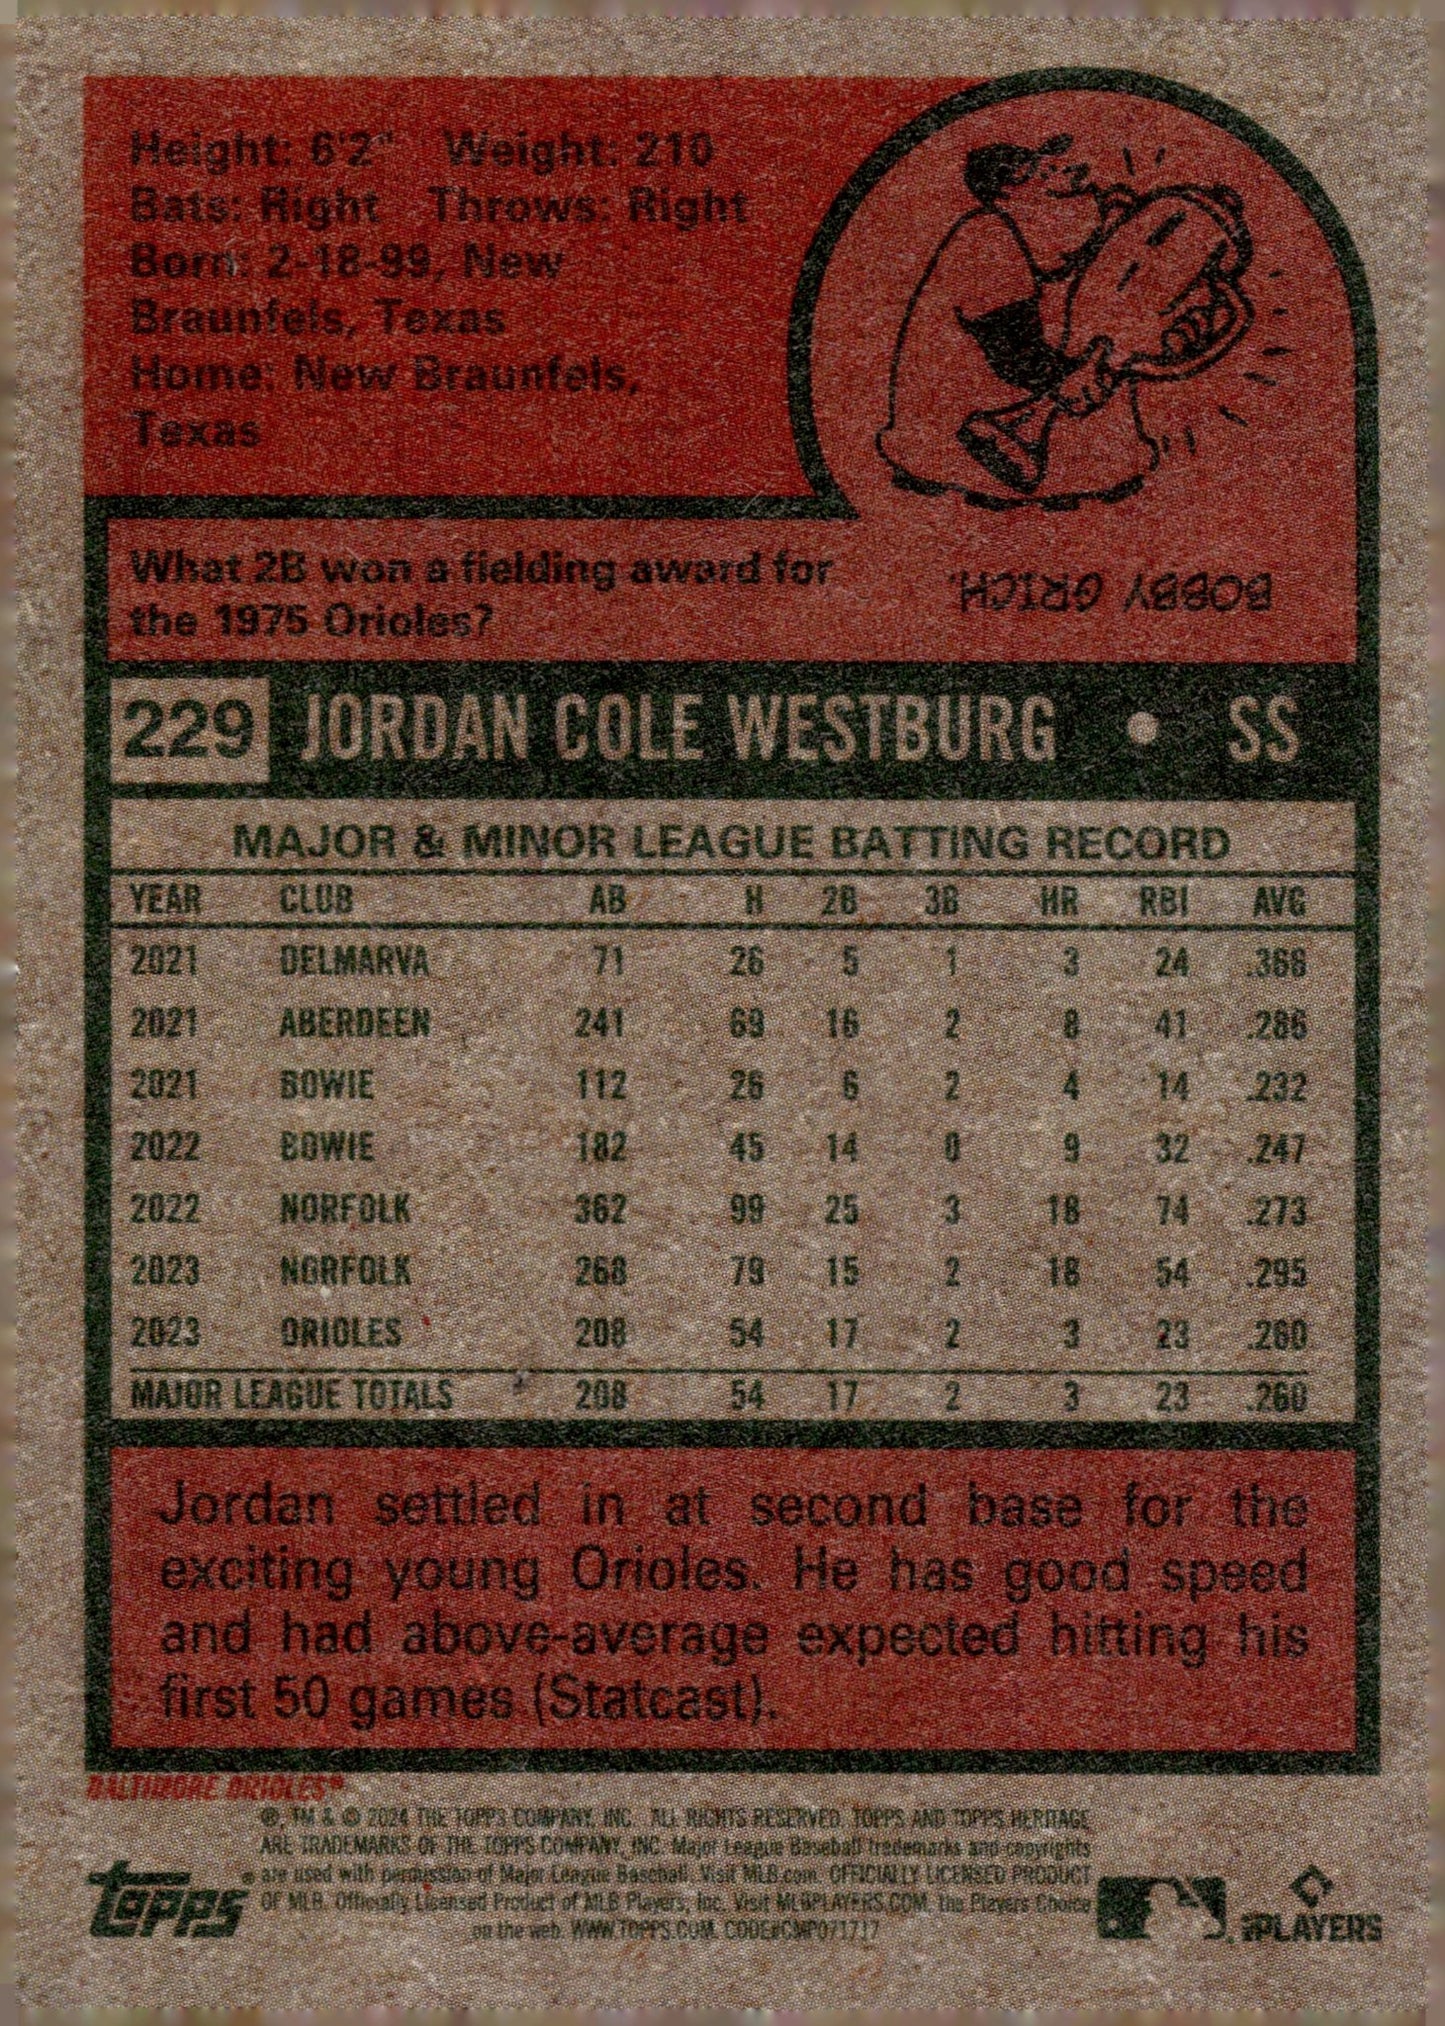 Height: 6'2" Weight: 210
Bats: Right Throws: Right
Born: 2-18-99, New
Braunfels, Texas
Home: New Braunfels,
Texas
What 2B won a fielding award for
the 1975 Orioles?
BOBBY GRICH.
229 JORDAN COLE WESTBURG • SS
MAJOR & MINOR LEAGUE BATTING RECORD
YEAR CLUB AB H 2B 3B HR RBI AVG
2021 DELMARVA 71 26 5 1 3 24 .366
2021 ABERDEEN 241 69 16 2 8 41 .286
2021 BOWIE 112 26 6 2 4 14 .232
2022 BOWIE 182 45 14 0 9 32 .247
2022 NORFOLK 362 99 25 3 18 74 .273
2023 NORFOLK 268 79 15 2 18 54 .295
2023 ORIOLES 208 54 17 2 3 23 .260
MAJOR LEAGUE TOTALS 208 54 17 2 3 23 .260
Jordan settled in at second base for the
exciting young Orioles. He has good speed
and had above-average expected hitting his
first 50 games (Statcast).
BALTIMORE ORIOLES®
®, TM & © 2024 THE TOPPS COMPANY, INC. ALL RIGHTS RESERVED. TOPPS AND TOPPS HERITAGE
ARE TRADEMARKS OF THE TOPPS COMPANY, INC. Major League Baseball trademarks and copyrights
are used with permission of Major League Baseball. Visit MLB.com. OFFICIALLY LICENSED PRODUCT
OF MLB. Officially Licensed Product of MLB Players, Inc. Visit MLBPLAYERS.COM, the Players Choice
on the web. WWW.TOPPS.COM. CODE#CMP071717
topps®
MLBPLAYERS